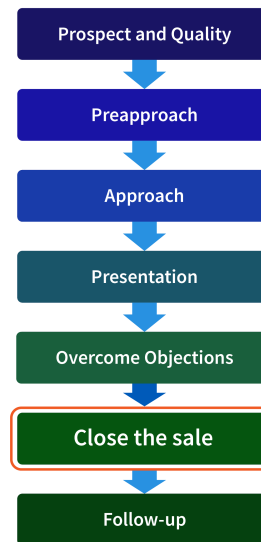 Prospect and Quality
Preapproach
Approach
Presentation
Overcome Objections
Close the sale
Follow-up